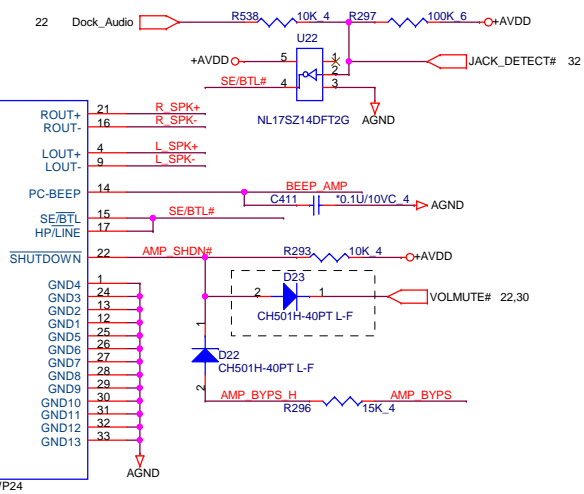 22 Dock_Audio R538 10K_4 R297 100K_6 +AVDD
U22
+AVDD 5 1
2 JACK_DETECT# 32
SE/BTL# 4 3
NL17SZ14DFT2G AGND
ROUT+ 21 R_SPK+
ROUT- 16 R_SPK-
LOUT+ 4 L_SPK+
LOUT- 9 L_SPK-
PC-BEEP 14 BEEP_AMP
C411 *0.1U/10VC_4 AGND
SE/BTL 15 SE/BTL#
HP/LINE 17
SHUTDOWN 22 AMP_SHDN# R293 10K_4 +AVDD
D23
2 1 VOLMUTE# 22,30
CH501H-40PT L-F
GND4 1
GND3 24
GND2 13
GND1 12
GND5 25
GND6 26
GND7 27
GND8 28
GND9 29
GND10 30
GND11 31
GND12 32
GND13 33
1
D22
CH501H-40PT L-F
2
AMP_BYPS_H AMP_BYPS
R296 15K_4
AGND
P24